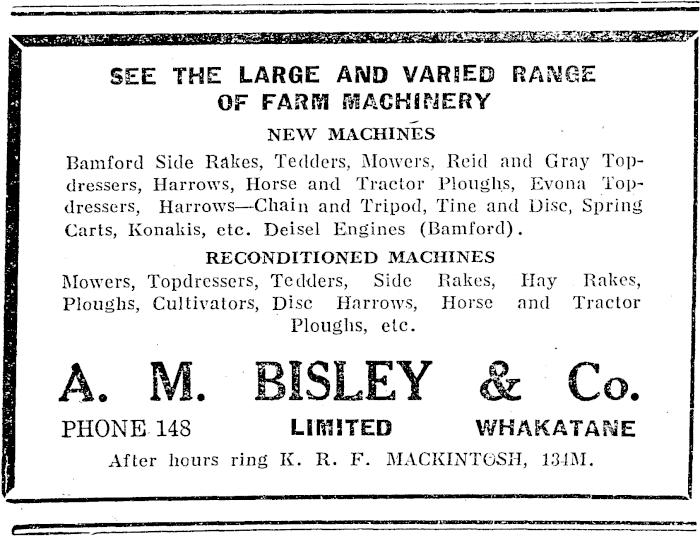 SEE THE LARGE AND VARIED RANGE
OF FARM MACHINERY
NEW MACHINES
Bamford Side Rakes, Tedders, Mowers, Reid and Gray Top-
dressers, Harrows, Horse and Tractor Ploughs, Evona Top-
dressers, Harrows—Chain and Tripod, Tine and Disc, Spring
Carts, Konakis, etc. Deisel Engines (Bamford).
RECONDITIONED MACHINES
Mowers, Topdressers, Tedders, Side Rakes, Hay Rakes,
Ploughs, Cultivators, Disc Harrows, Horse and Tractor
Ploughs, etc.
A. M. BISLEY & Co.
PHONE 148 LIMITED WHAKATANE
After hours ring K. R. F. MACKINTOSH, 134M.